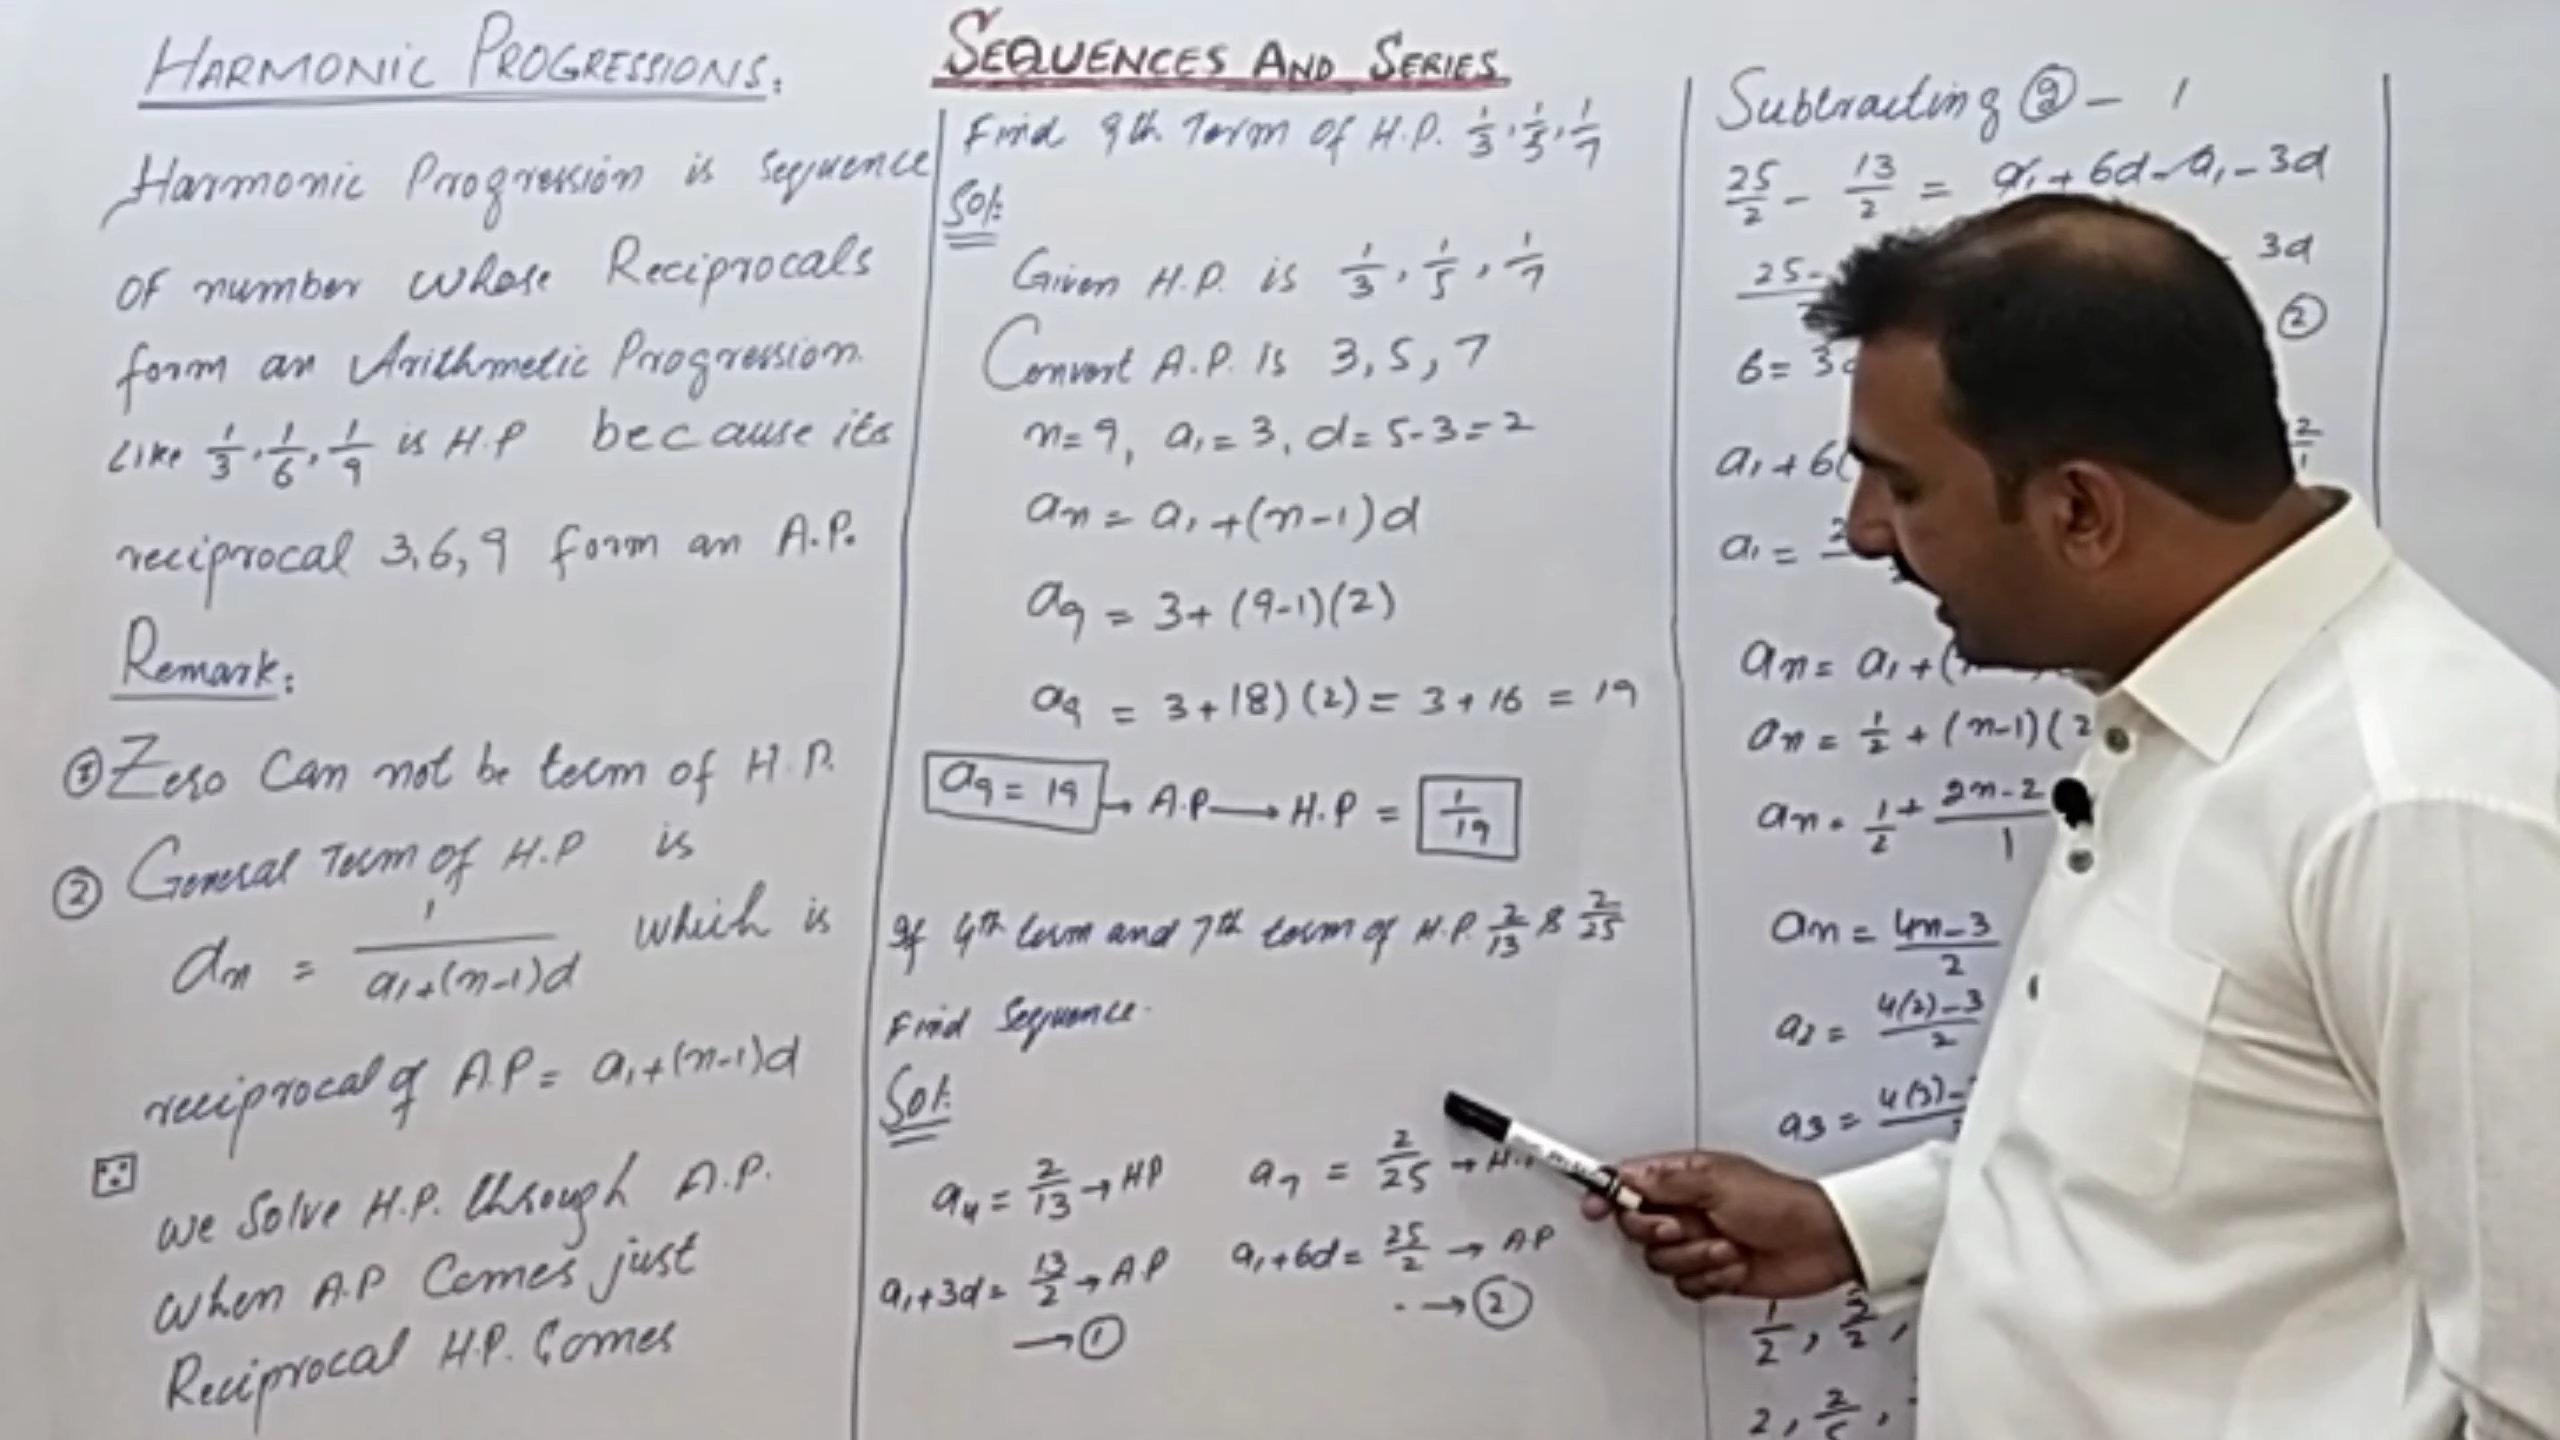 HARMONIC PROGRESSIONS:
Harmonic Progression is sequence
OF number whose Reciprocals
form an Arithmetic Progression.
Like 1/3, 1/6, 1/9 is H.P because its
reciprocal 3,6,9 form an A.P.
Remark:
① Zero Can not be term of H.P.
② General Term of H.P is
an = 1/(a1+(n-1)d) which is
reciprocal of A.P = a1+(n-1)d
We Solve H.P. through A.P.
When A.P Comes just
Reciprocal H.P. Comes
SEQUENCES AND SERIES
Find 9th Term of H.P. 1/3, 1/5, 1/7
Sol:
Given H.P. is 1/3, 1/5, 1/7
Convert A.P. is 3, 5, 7
n=9, a1=3, d=5-3=2
an = a1+(n-1)d
a9 = 3+(9-1)(2)
a9 = 3+(8)(2) = 3+16 = 19
a9 = 19 → A.P → H.P = 1/19
If 4th term and 7th term of H.P. 2/13 & 2/25
Find Sequence.
Sol:
a4 = 2/13 → HP
a7 = 2/25 → H.
a1+3d = 13/2 → AP
a1+6d = 25/2 → AP
→ ①
→ ②
Subtracting ② - 1
25/2 - 13/2 = a1+6d-a1-3d
25- 3d
6= 3 ②
a1+6( 2/1
a1 =
an = a1+(
an = 1/2 + (n-1)(2
an = 1/2 + (2n-2)/1
an = (4n-3)/2
a2 = (4(2)-3)/2
a3 = 4(3)-
1/2, 5/2,
2, 2/5,